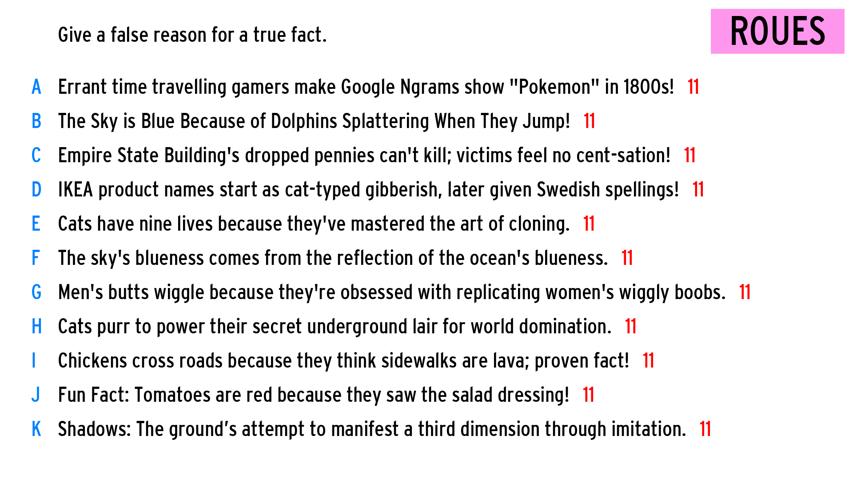 Give a false reason for a true fact.
ROUES
A Errant time travelling gamers make Google Ngrams show "Pokemon" in 1800s! 11
B The Sky is Blue Because of Dolphins Splattering When They Jump! 11
C Empire State Building's dropped pennies can't kill; victims feel no cent-sation! 11
D IKEA product names start as cat-typed gibberish, later given Swedish spellings! 11
E Cats have nine lives because they've mastered the art of cloning. 11
F The sky's blueness comes from the reflection of the ocean's blueness. 11
G Men's butts wiggle because they're obsessed with replicating women's wiggly boobs. 11
H Cats purr to power their secret underground lair for world domination. 11
I Chickens cross roads because they think sidewalks are lava; proven fact! 11
J Fun Fact: Tomatoes are red because they saw the salad dressing! 11
K Shadows: The ground’s attempt to manifest a third dimension through imitation. 11